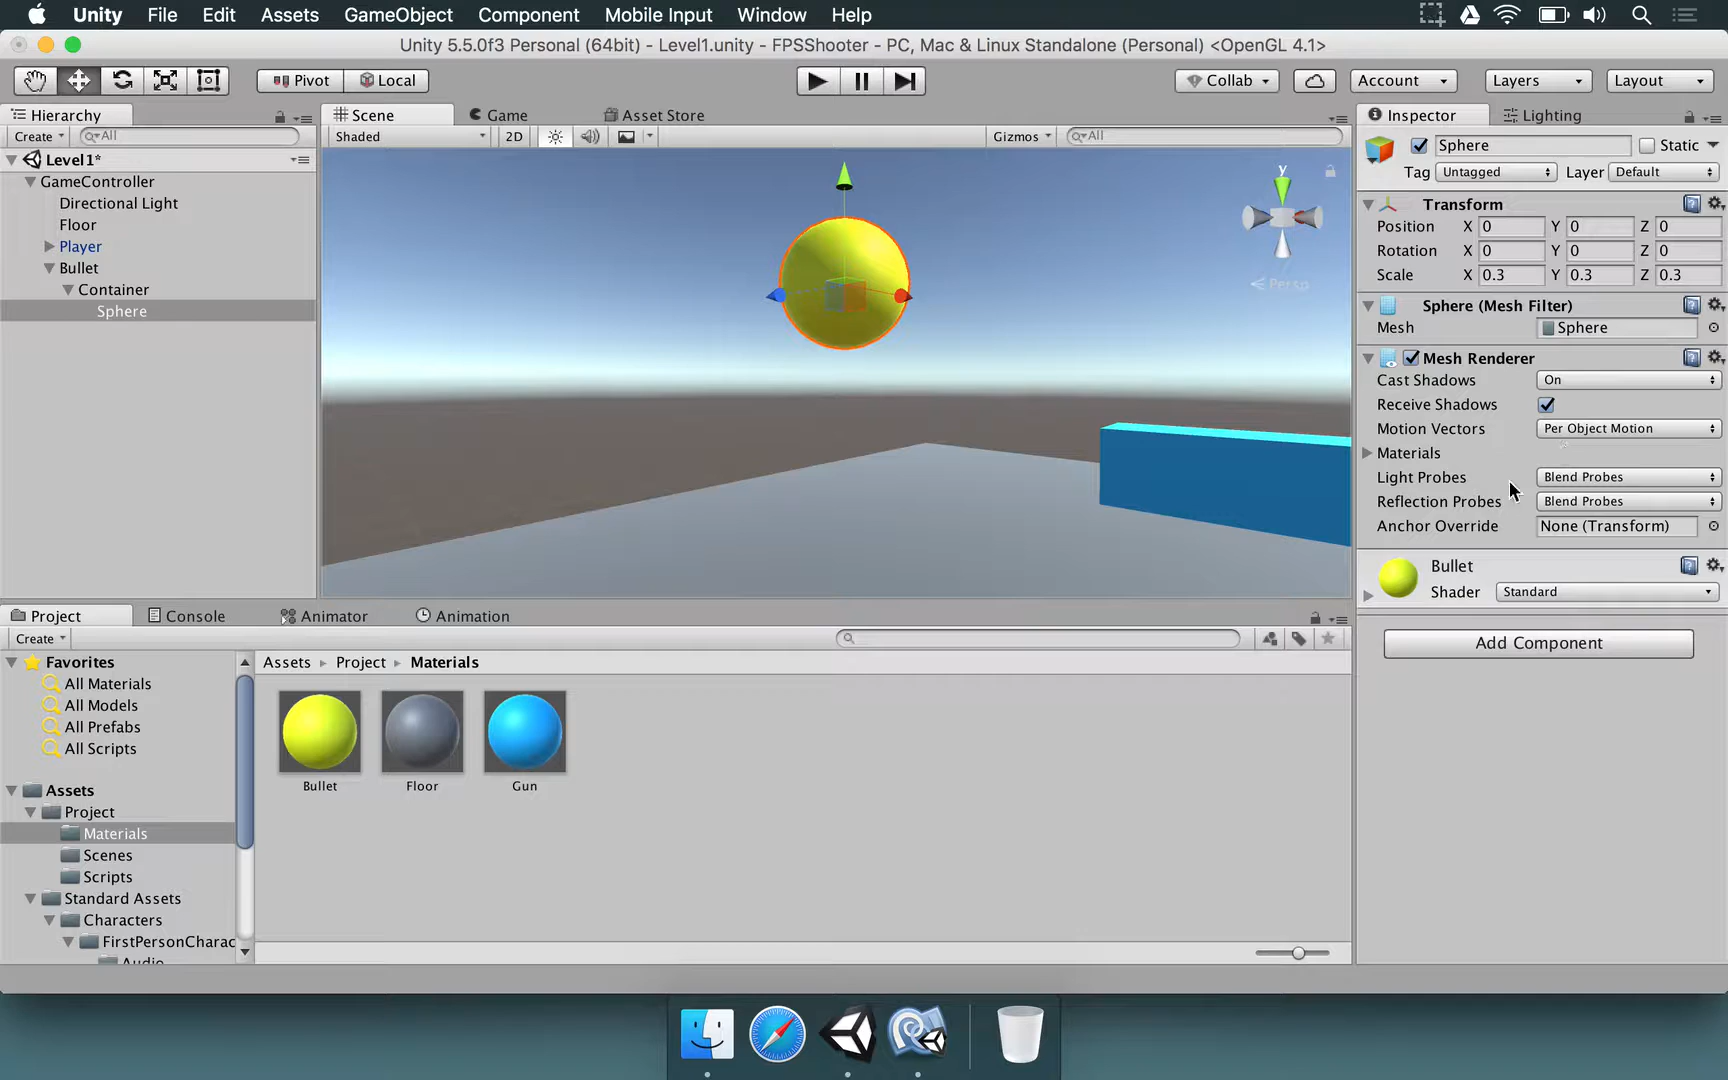 Unity File Edit Assets GameObject Component Mobile Input Window Help
Unity 5.5.0f3 Personal (64bit) - Level1.unity - FPSShooter - PC, Mac & Linux Standalone (Personal) <OpenGL 4.1>
Pivot Local Collab Account Layers Layout
Hierarchy
Create All
Level1*
GameController
Directional Light
Floor
Player
Bullet
Container
Sphere
Scene Game Asset Store
Shaded 2D Gizmos All
y
Persp
Project Console Animator Animation
Create
Favorites
All Materials
All Models
All Prefabs
All Scripts
Assets
Project
Materials
Scenes
Scripts
Standard Assets
Characters
FirstPersonCharac
Audio
Assets Project Materials
Bullet Floor Gun
Inspector Lighting
Sphere Static
Tag Untagged Layer Default
Transform
Position X 0 Y 0 Z 0
Rotation X 0 Y 0 Z 0
Scale X 0.3 Y 0.3 Z 0.3
Sphere (Mesh Filter)
Mesh Sphere
Mesh Renderer
Cast Shadows On
Receive Shadows
Motion Vectors Per Object Motion
Materials
Light Probes Blend Probes
Reflection Probes Blend Probes
Anchor Override None (Transform)
Bullet
Shader Standard
Add Component